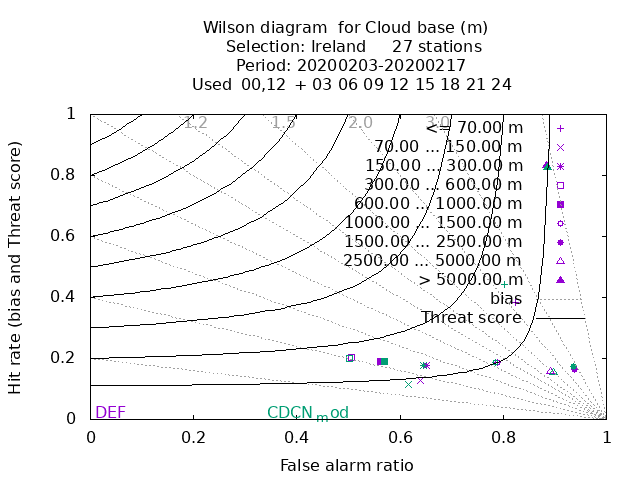 Wilson diagram  for Cloud base (m)
Selection: Ireland     27 stations
Period: 20200203-20200217
Used  00,12  + 03 06 09 12 15 18 21 24
Hit rate (bias and Threat score)
1
0.8
0.6
0.4
0.2
0
1.2
1.5
2.0
3.0
<= 70.00 m
70.00 ... 150.00 m
150.00 ... 300.00 m
300.00 ... 600.00 m
600.00 ... 1000.00 m
1000.00 ... 1500.00 m
1500.00 ... 2500.00 m
2500.00 ... 5000.00 m
> 5000.00 m
bias
Threat score
DEF
CDCNmod
0
0.2
0.4
0.6
0.8
1
False alarm ratio